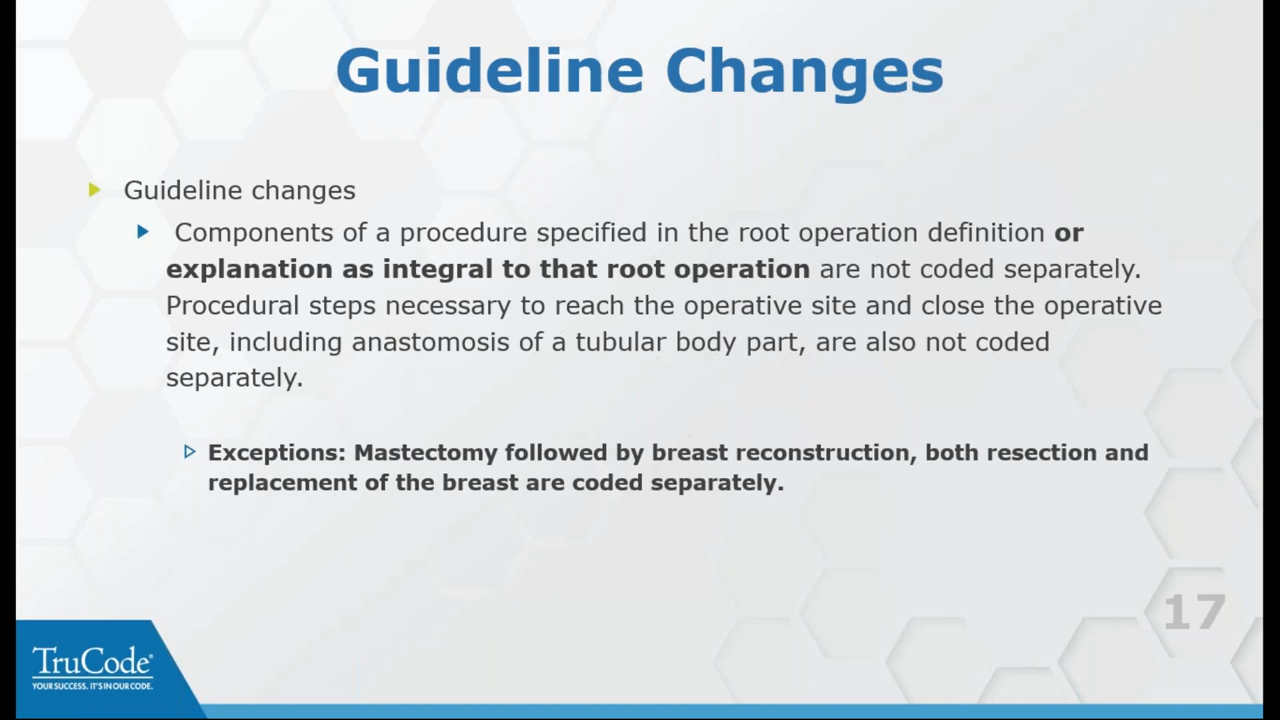 Guideline Changes
Guideline changes
Components of a procedure specified in the root operation definition or
explanation as integral to that root operation are not coded separately.
Procedural steps necessary to reach the operative site and close the operative
site, including anastomosis of a tubular body part, are also not coded
separately.
Exceptions: Mastectomy followed by breast reconstruction, both resection and
replacement of the breast are coded separately.
17
TruCode®
YOUR SUCCESS. IT'S IN OUR CODE.